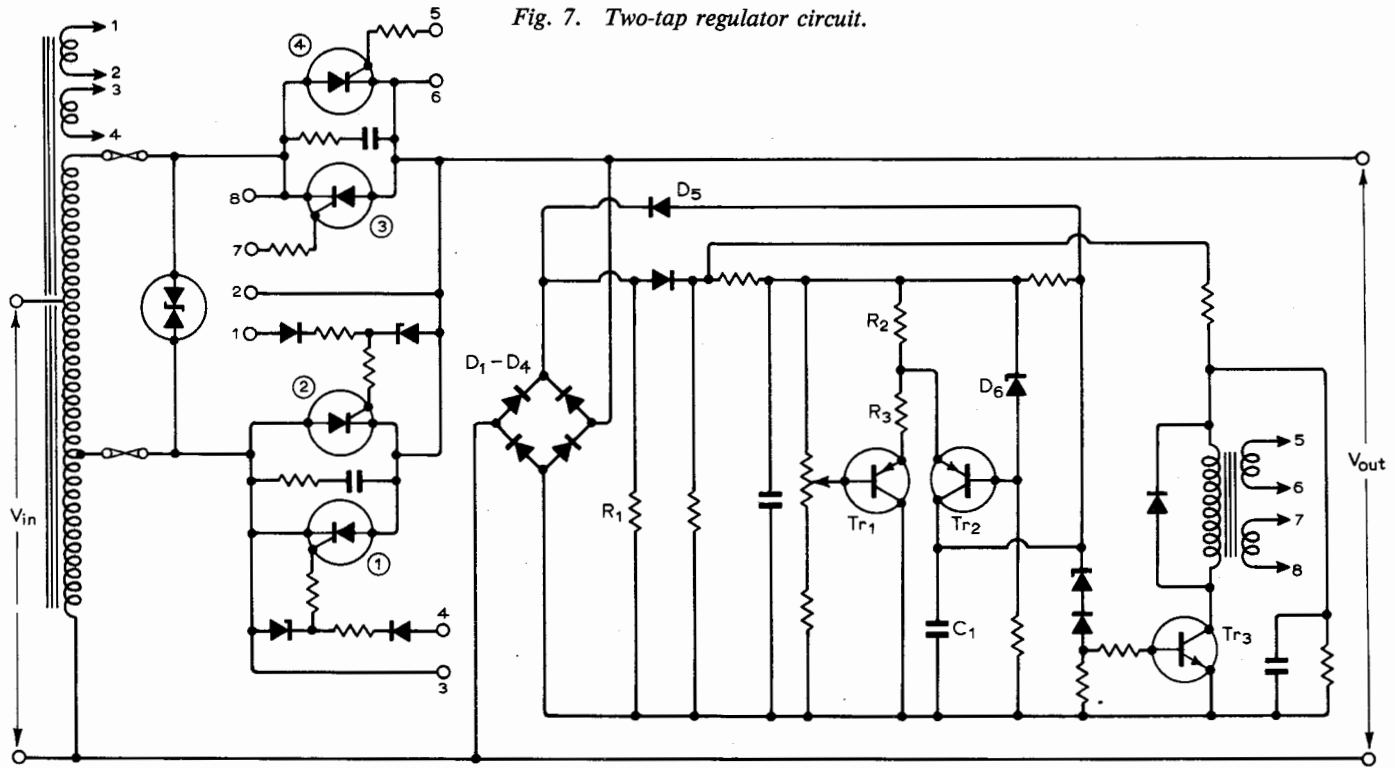 Fig. 7. Two-tap regulator circuit.
1
2
3
4
5
④
6
8
③
7
2
1
②
①
4
3
D5
D1 – D4
R1
R2
R3
D6
Tr1
Tr2
C1
Tr3
5
6
7
8
Vin
Vout